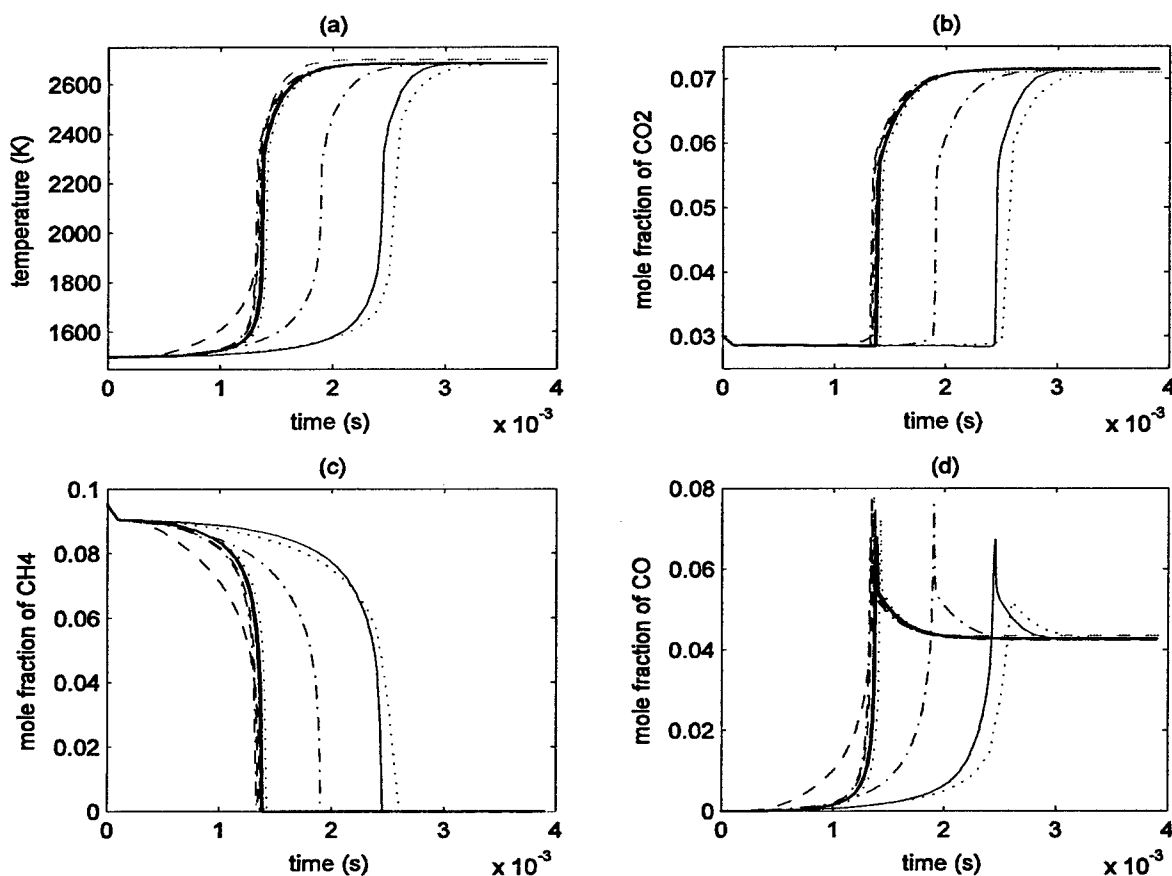 (a)
temperature (K)
2600
2400
2200
2000
1800
1600
0 1 2 3 4
time (s)
x 10-3
(b)
mole fraction of CO2
0.07
0.06
0.05
0.04
0.03
0 1 2 3 4
time (s)
x 10-3
(c)
mole fraction of CH4
0.1
0.08
0.06
0.04
0.02
0
0 1 2 3 4
time (s)
x 10-3
(d)
mole fraction of CO
0.08
0.06
0.04
0.02
0
0 1 2 3 4
time (s)
x 10-3